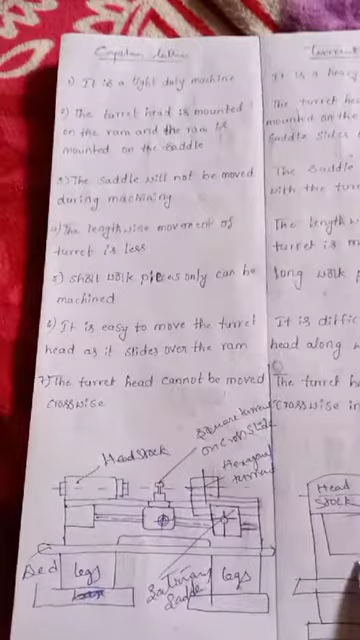 Capstan lathe
1) It is a light duty machine
2) The turret head is mounted
on the ram and the ram is
mounted on the saddle
3) The saddle will not be moved
during machining
4) The lengthwise movement of
turret is less
5) Short work pieces only can be
machined
6) It is easy to move the turret
head as it slides over the ram
7) The turret head cannot be moved
crosswise
Head Stock
Square turret
on cross slide
Hexagonal
turret
Bed
legs
legs
Saddle
It is a heavy
The turret
mounted on the
saddle slides
The Saddle
with the
The
turret is
long work
It is
head along
The turret
crosswise in
Head
Stock